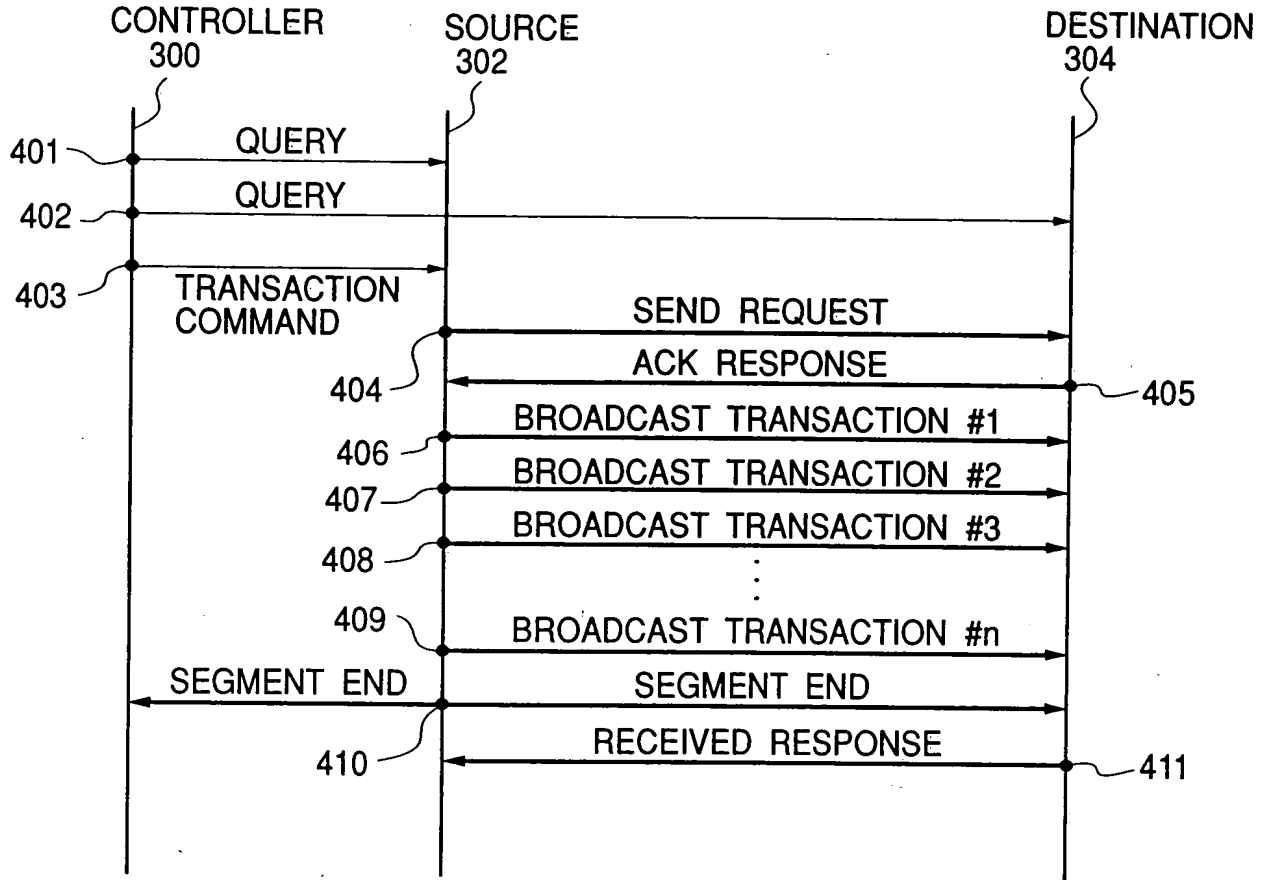 CONTROLLER
300
SOURCE
302
DESTINATION
304
401
QUERY
402
QUERY
403
TRANSACTION
COMMAND
404
SEND REQUEST
ACK RESPONSE
405
406
BROADCAST TRANSACTION #1
407
BROADCAST TRANSACTION #2
408
BROADCAST TRANSACTION #3
409
BROADCAST TRANSACTION #n
SEGMENT END
SEGMENT END
410
RECEIVED RESPONSE
411